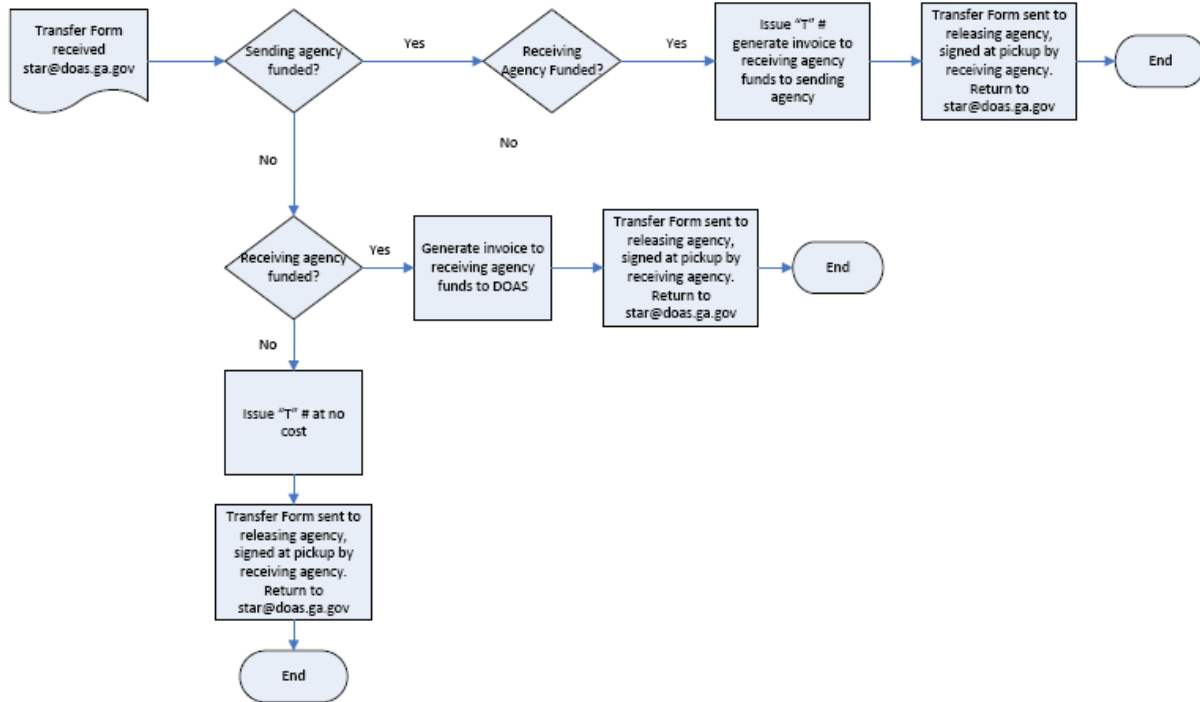 Transfer Form
received
star@doas.ga.gov
Sending agency
funded?
Yes
Receiving
Agency Funded?
Yes
Issue “T” #
generate invoice to
receiving agency
funds to sending
agency
Transfer Form sent to
releasing agency,
signed at pickup by
receiving agency.
Return to
star@doas.ga.gov
End
No
No
Receiving agency
funded?
Yes
Generate invoice to
receiving agency
funds to DOAS
Transfer Form sent to
releasing agency,
signed at pickup by
receiving agency.
Return to
star@doas.ga.gov
End
No
Issue “T” # at no
cost
Transfer Form sent to
releasing agency,
signed at pickup by
receiving agency.
Return to
star@doas.ga.gov
End